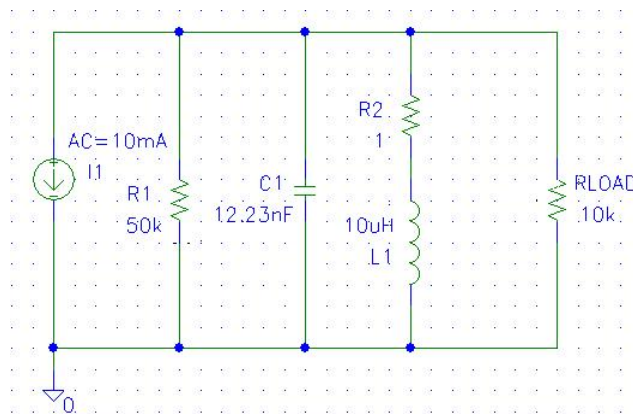 AC=10mA
I1
R1
50k
C1
12.23nF
R2
1
10uH
L1
RLOAD
10k
0